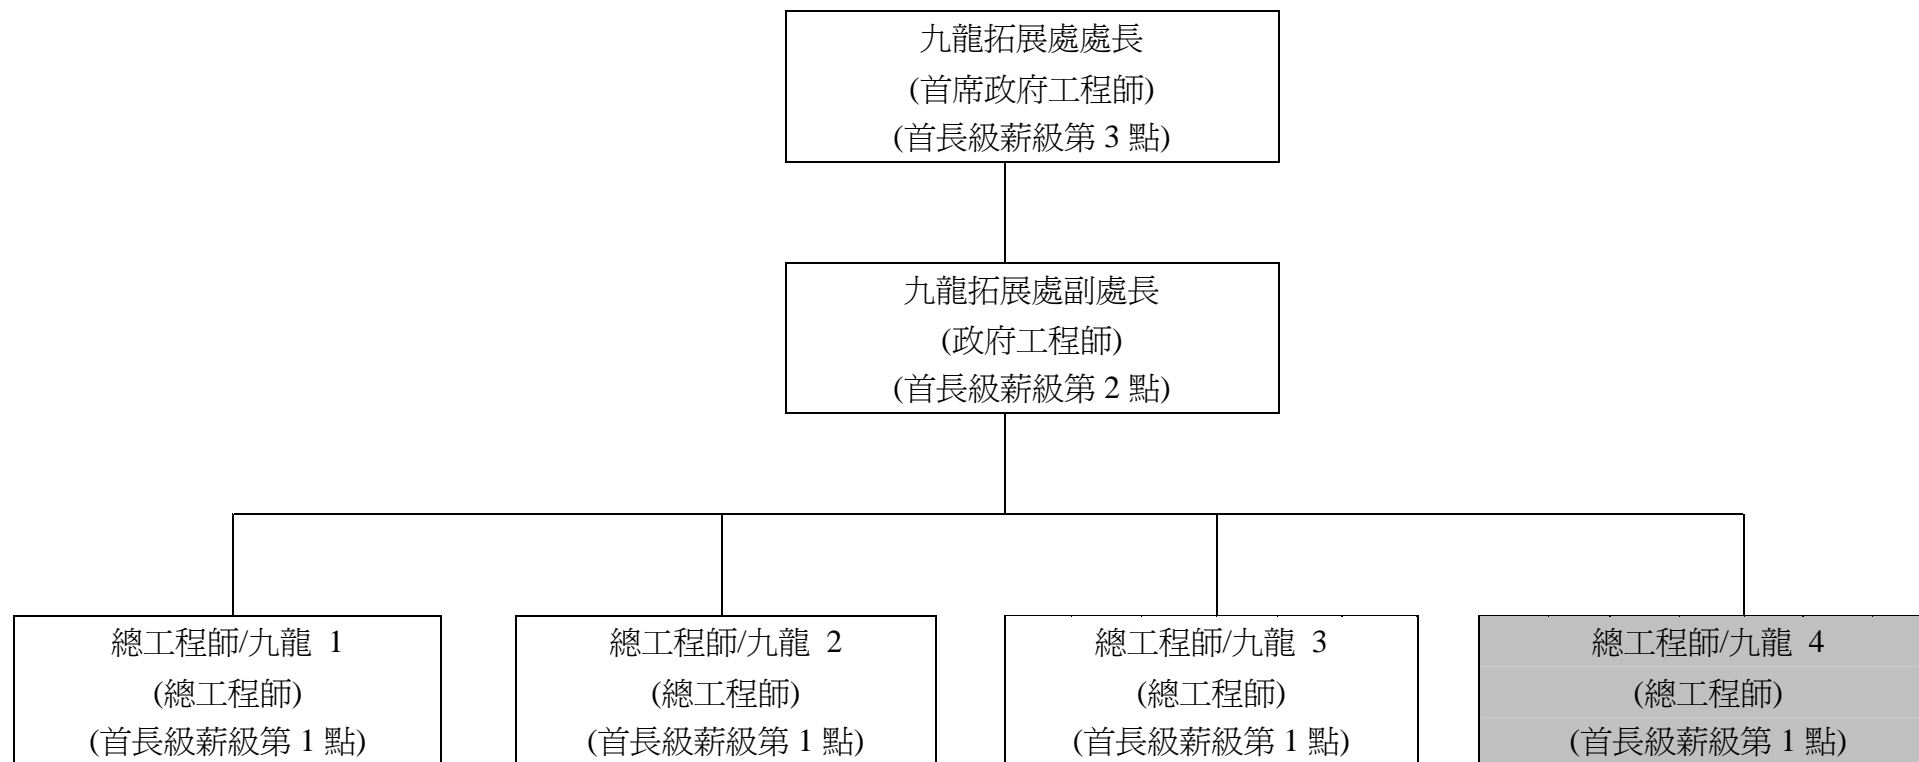 九龍拓展處處長
(首席政府工程師)
(首長級薪級第 3 點)
九龍拓展處副處長
(政府工程師)
(首長級薪級第 2 點)
總工程師/九龍 1
(總工程師)
(首長級薪級第 1 點)
總工程師/九龍 2
(總工程師)
(首長級薪級第 1 點)
總工程師/九龍 3
(總工程師)
(首長級薪級第 1 點)
總工程師/九龍 4
(總工程師)
(首長級薪級第 1 點)